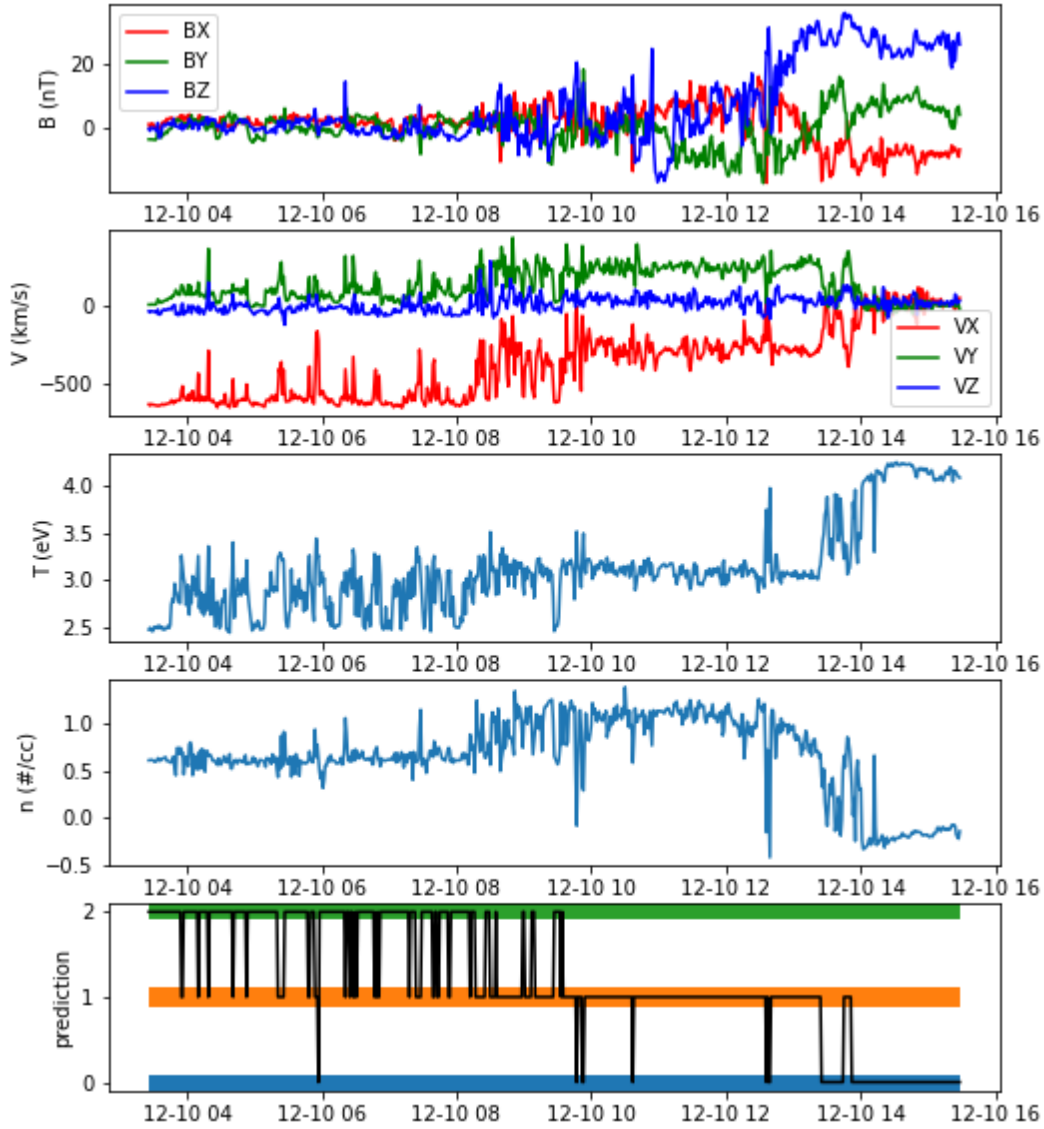 BX
BY
BZ
B (nT)
20
0
12-10 04 12-10 06 12-10 08 12-10 10 12-10 12 12-10 14 12-10 16
V (km/s)
0
−500
VX
VY
VZ
12-10 04 12-10 06 12-10 08 12-10 10 12-10 12 12-10 14 12-10 16
T (eV)
4.0
3.5
3.0
2.5
12-10 04 12-10 06 12-10 08 12-10 10 12-10 12 12-10 14 12-10 16
n (#/cc)
1.0
0.5
0.0
−0.5
12-10 04 12-10 06 12-10 08 12-10 10 12-10 12 12-10 14 12-10 16
prediction
2
1
0
12-10 04 12-10 06 12-10 08 12-10 10 12-10 12 12-10 14 12-10 16